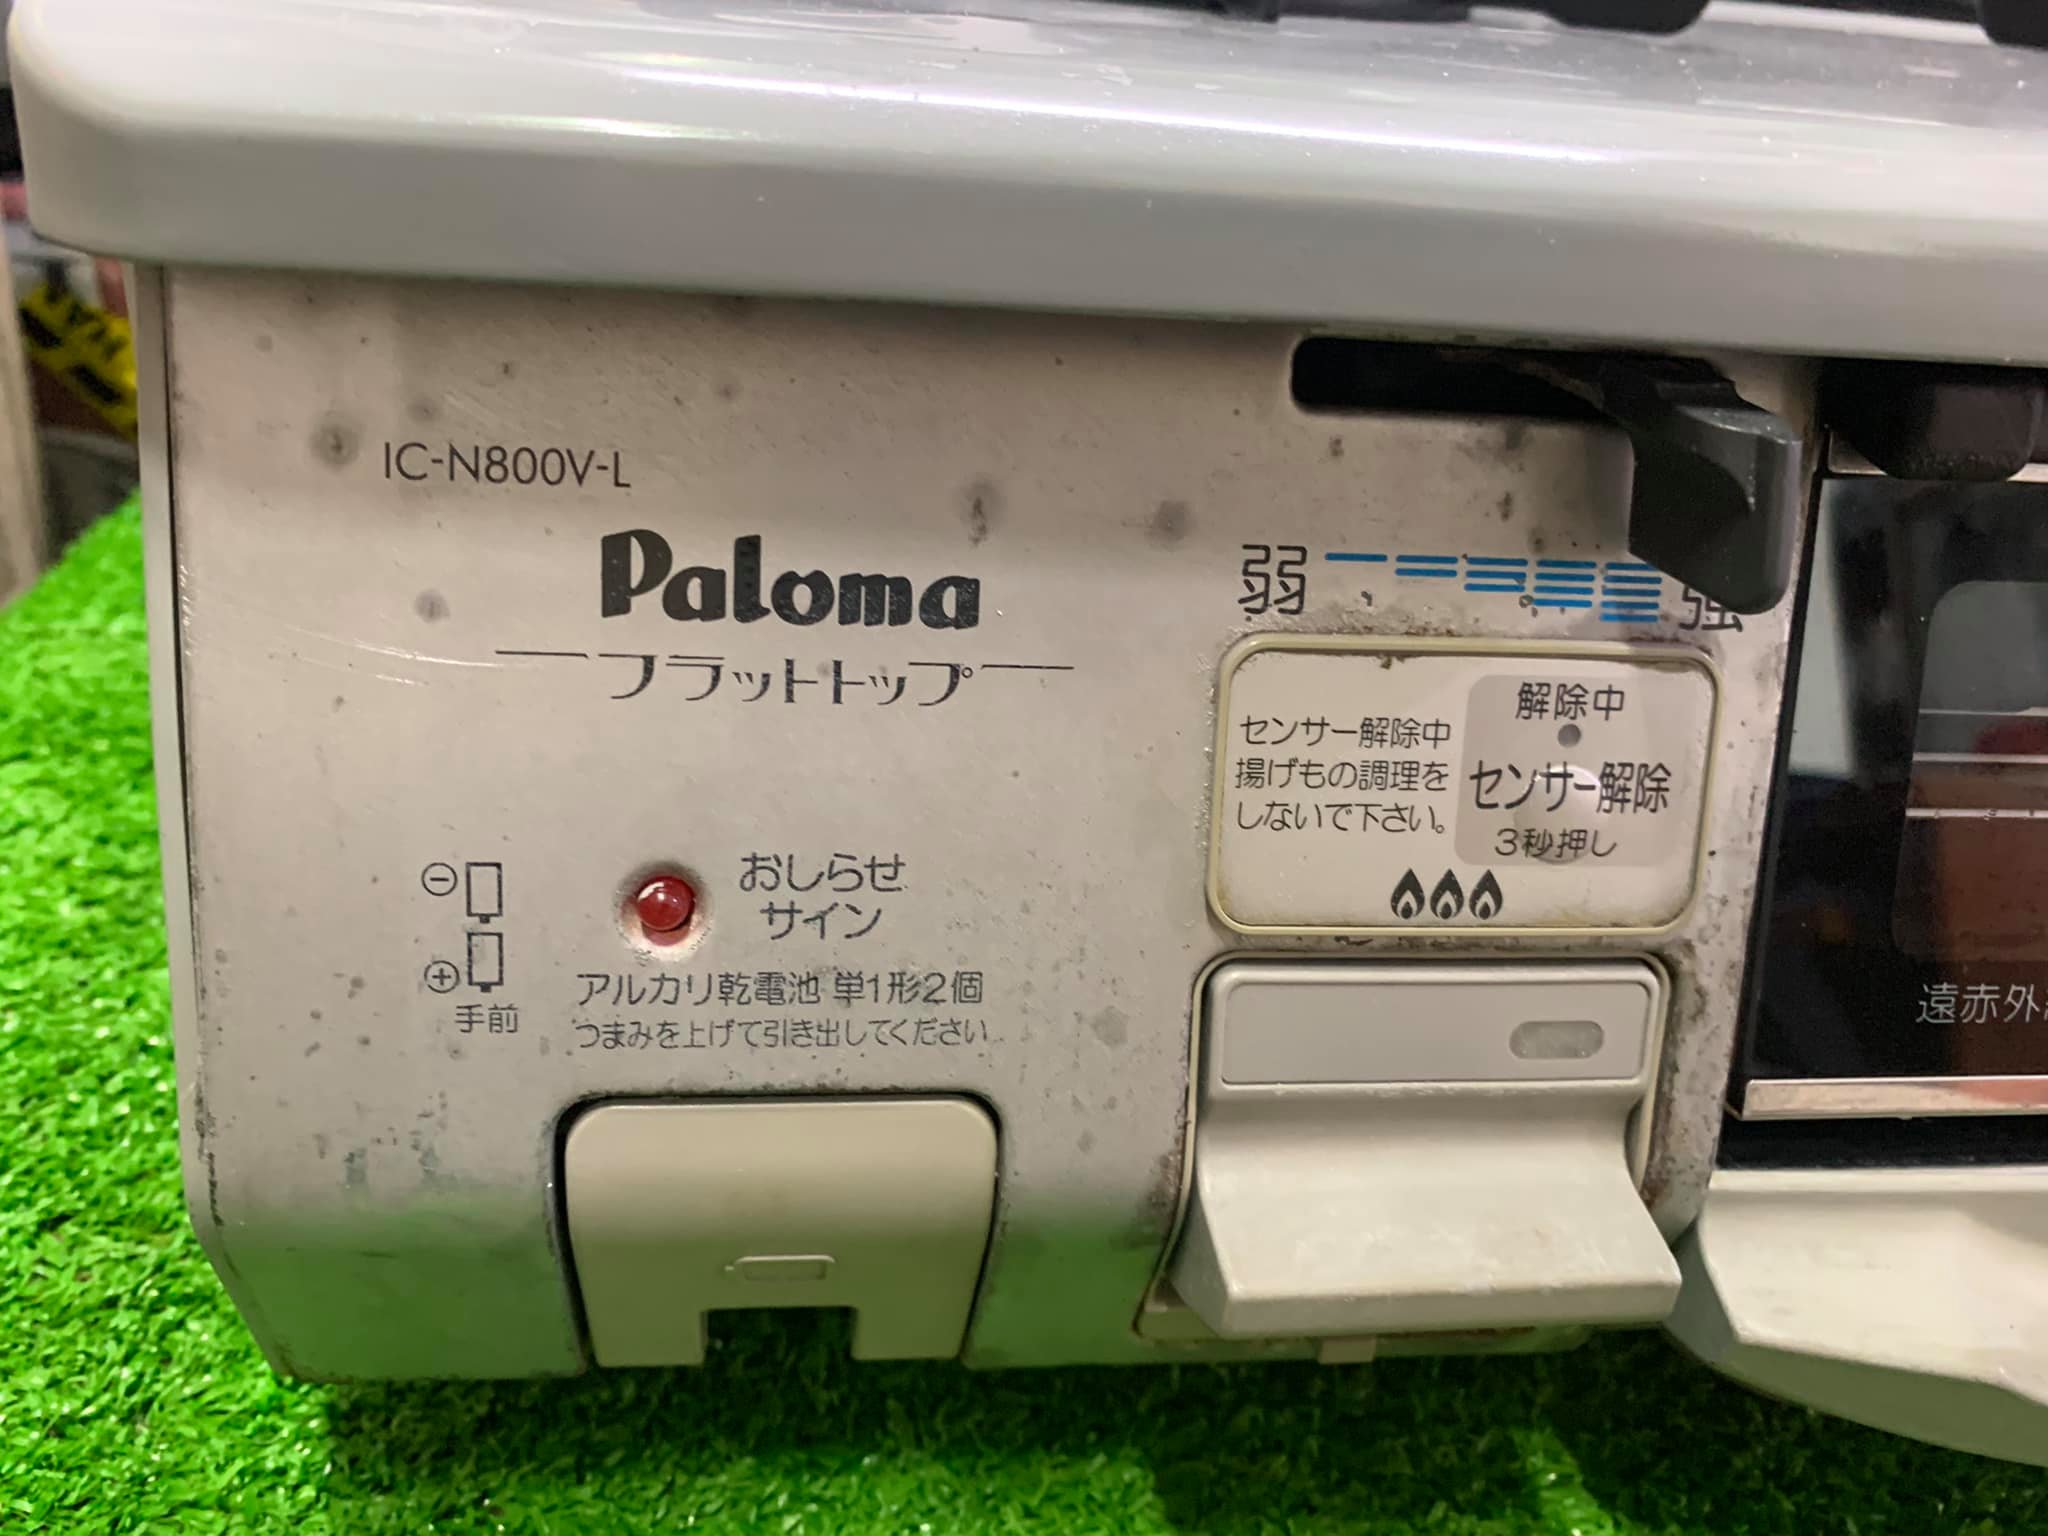 IC-N800V-L
Paloma
フラットトップ
弱
強
センサー解除中
揚げもの調理を
しないで下さい。
解除中
センサー解除
3秒押し
⊖
⊕
手前
おしらせ
サイン
アルカリ乾電池 単1形2個
つまみを上げて引き出してください
遠赤外